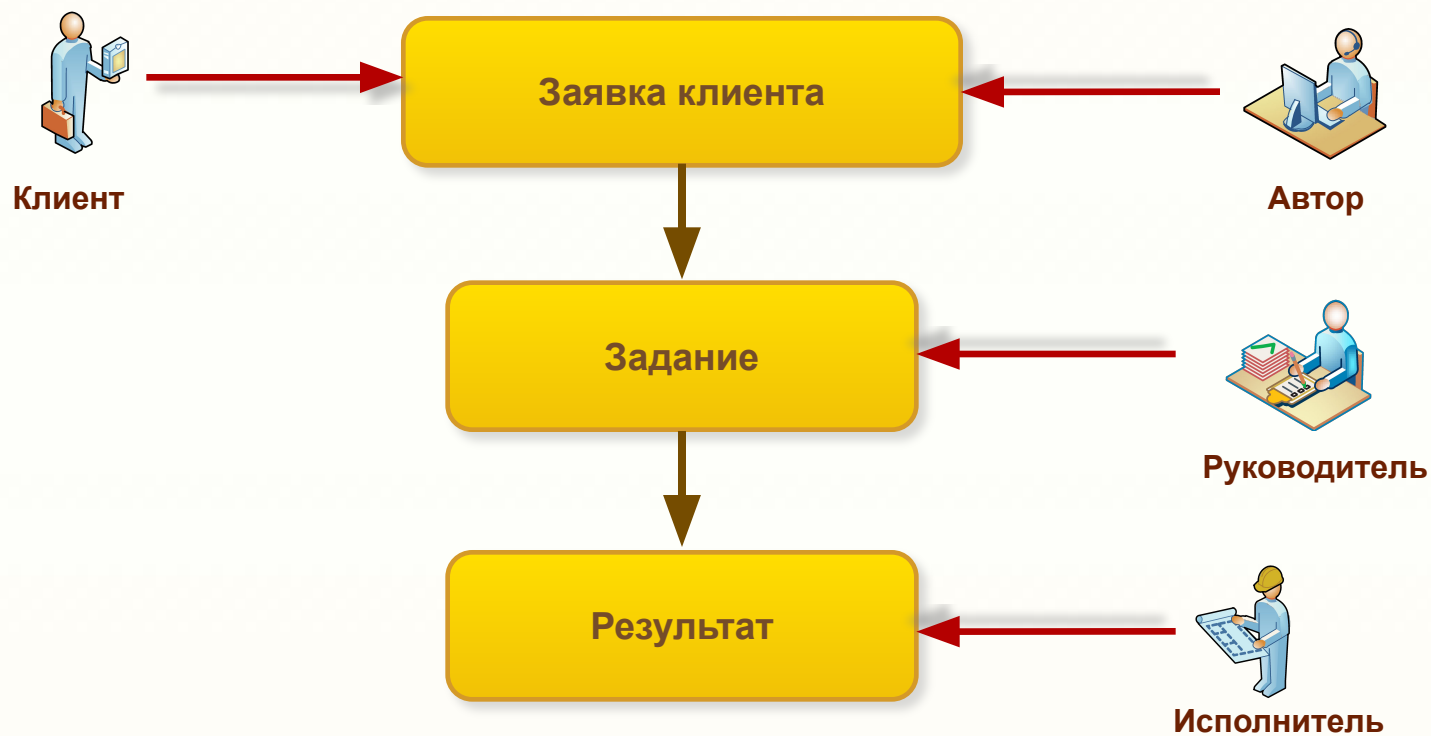 Заявка клиента
Клиент
Автор
Задание
Руководитель
Результат
Исполнитель